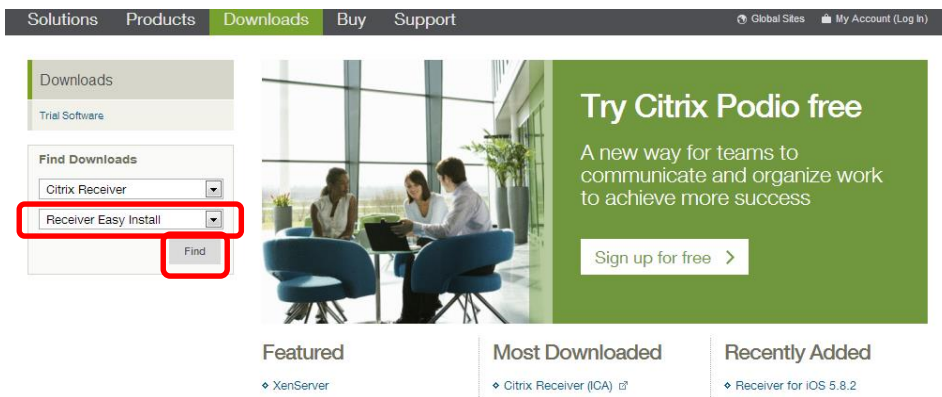 Solutions Products Downloads Buy Support Global Sites My Account (Log In)
Downloads
Trial Software
Find Downloads
Citrix Receiver
Receiver Easy Install
Find
Try Citrix Podio free
A new way for teams to
communicate and organize work
to achieve more success
Sign up for free
Featured
XenServer
Most Downloaded
Citrix Receiver (ICA)
Recently Added
Receiver for iOS 5.8.2